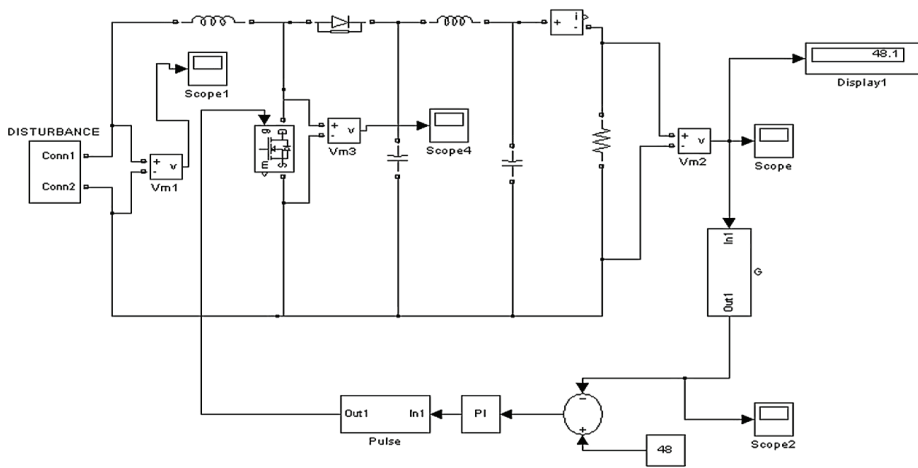 i
+
-
48.1
Display1
Scope1
DISTURBANCE
Conn1
Conn2
+
-
v
Vm1
g
D
m
S
+
-
v
Vm3
Scope4
+
-
v
Vm2
Scope
In1
Out1
G
Out1
In1
Pulse
PI
−
+
48
Scope2